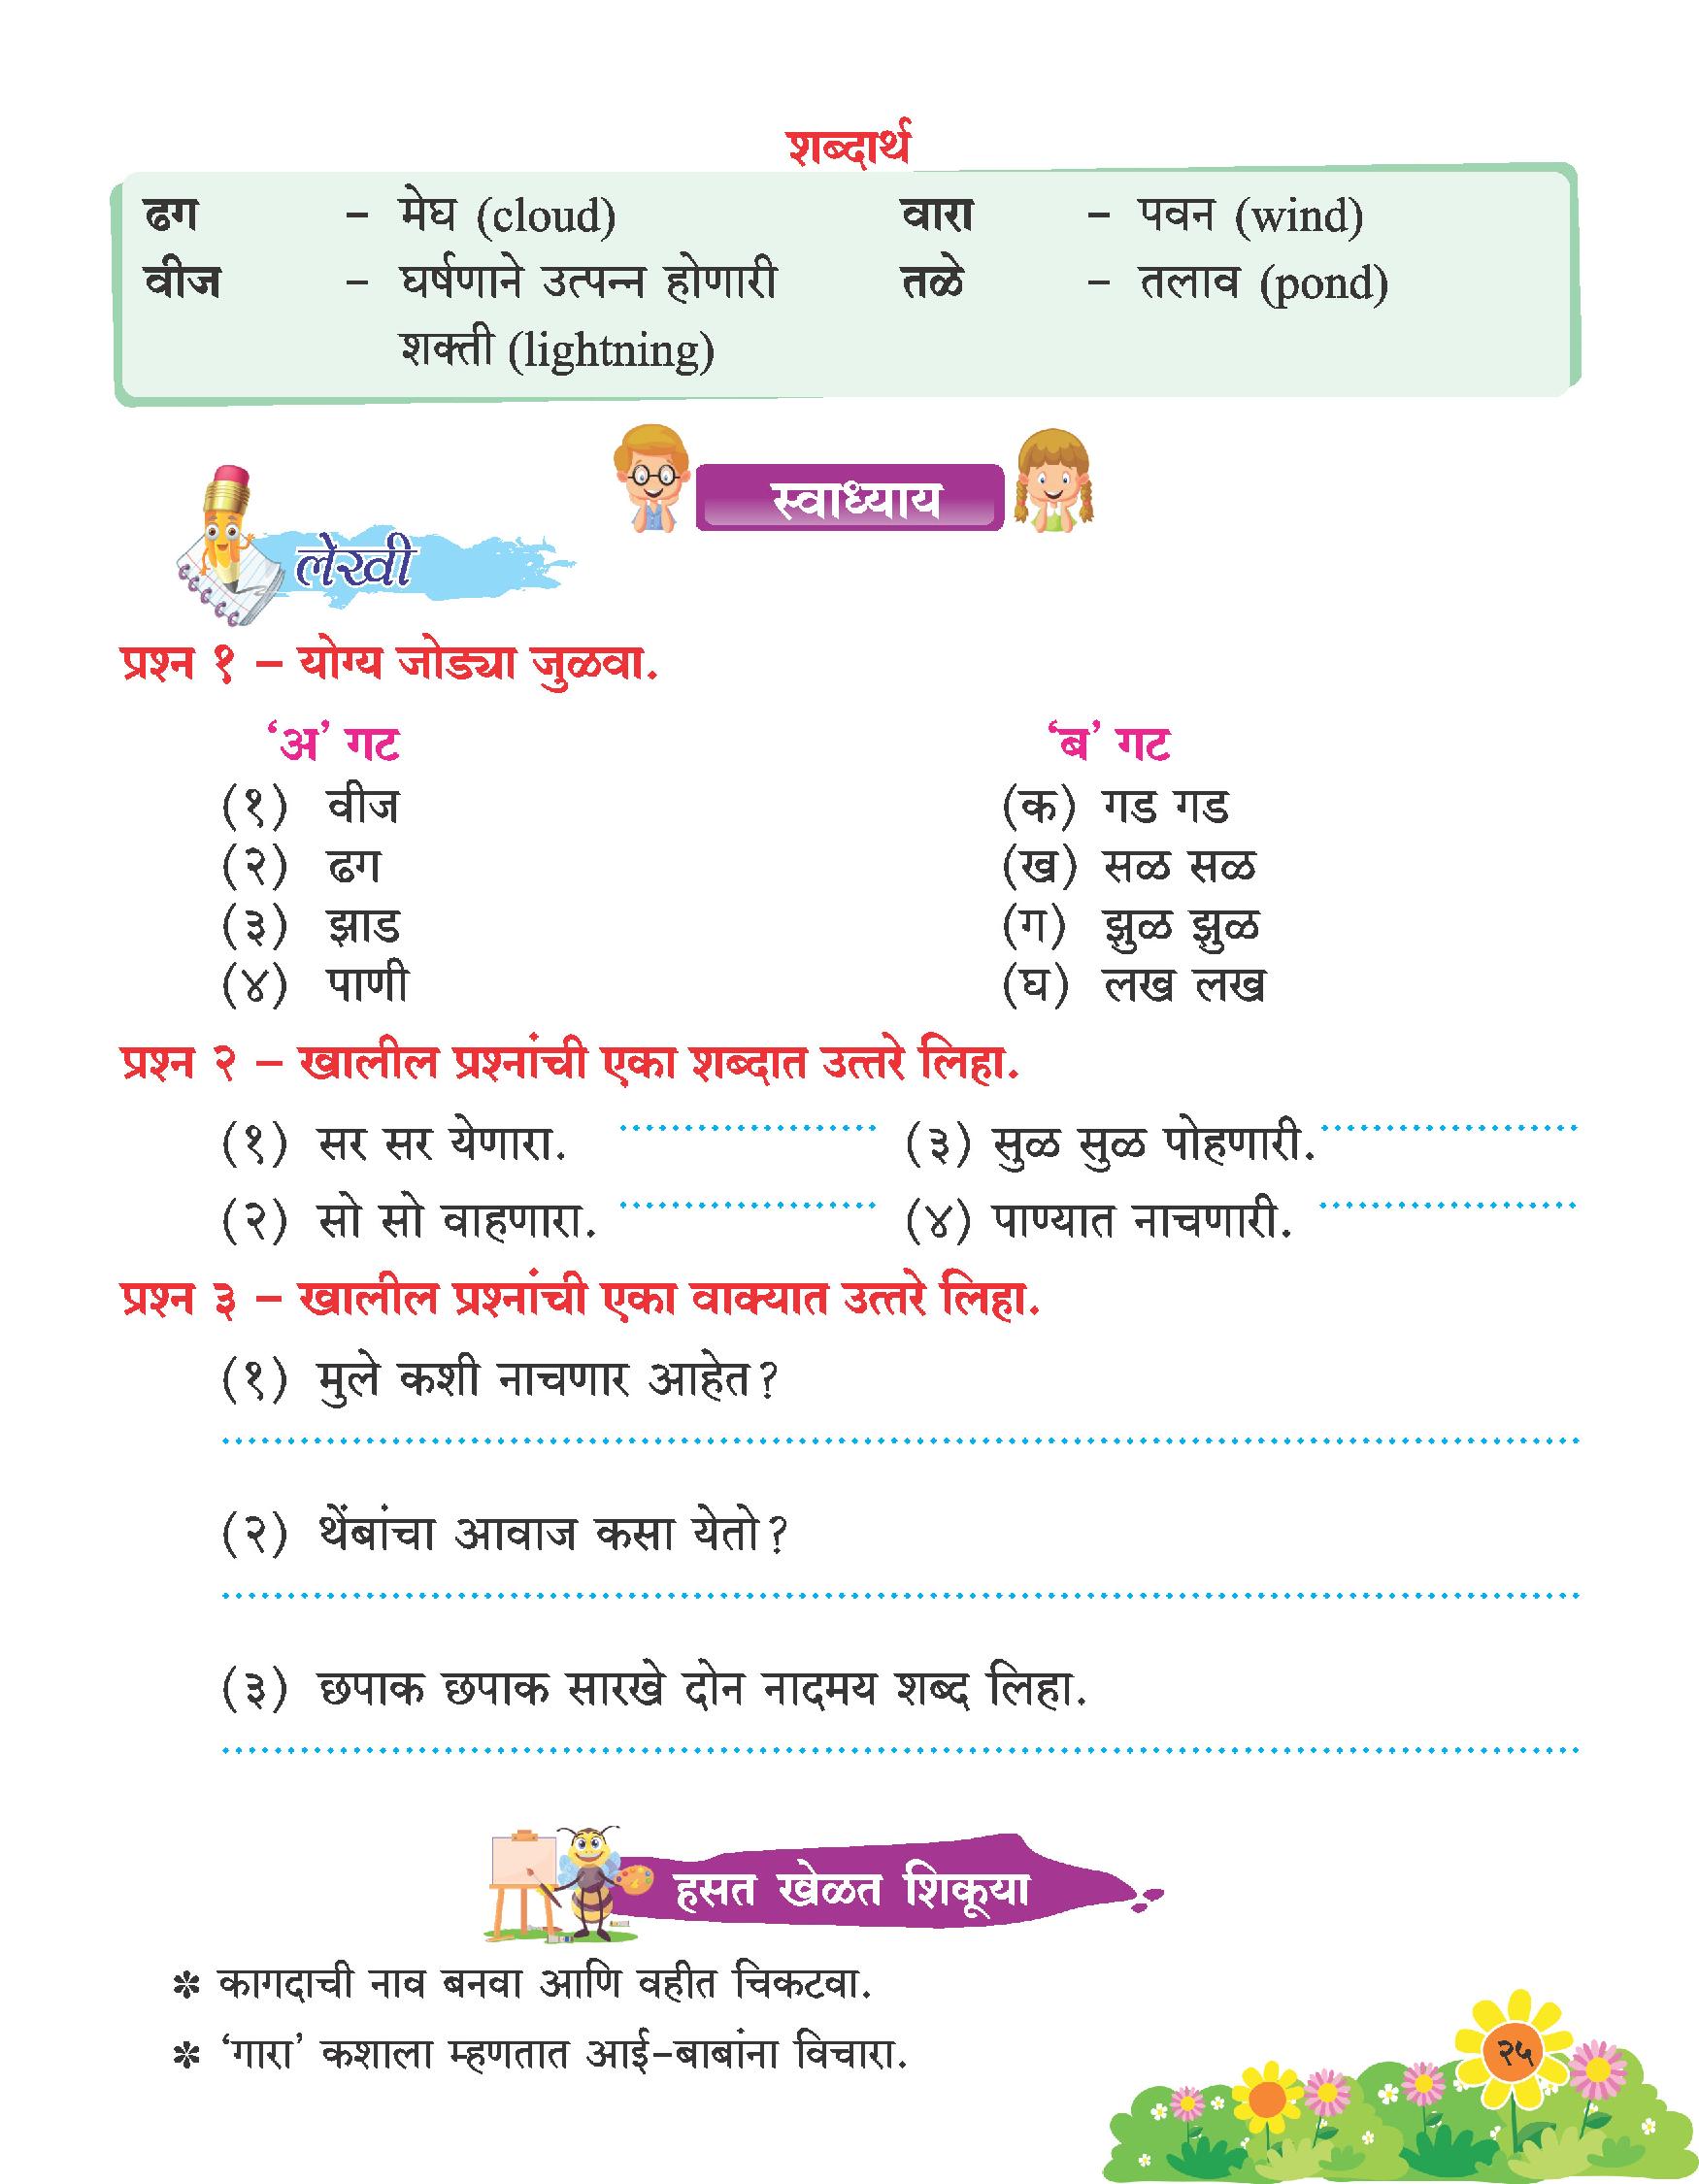 शब्दार्थ
ढग – मेघ (cloud) वारा – पवन (wind)
वीज – घर्षणाने उत्पन्न होणारी तळे – तलाव (pond)
शक्ती (lightning)
स्वाध्याय
लेखी
प्रश्न १ – योग्य जोड्या जुळवा.
‘अ’ गट ‘ब’ गट
(१) वीज (क) गड गड
(२) ढग (ख) सळ सळ
(३) झाड (ग) झुळ झुळ
(४) पाणी (घ) लख लख
प्रश्न २ – खालील प्रश्नांची एका शब्दात उत्तरे लिहा.
(१) सर सर येणारा. (३) सुळ सुळ पोहणारी.
(२) सो सो वाहणारा. (४) पाण्यात नाचणारी.
प्रश्न ३ – खालील प्रश्नांची एका वाक्यात उत्तरे लिहा.
(१) मुले कशी नाचणार आहेत?
(२) थेंबांचा आवाज कसा येतो?
(३) छपाक छपाक सारखे दोन नादमय शब्द लिहा.
हसत खेळत शिकूया
✽ कागदाची नाव बनवा आणि वहीत चिकटवा.
✽ ‘गारा’ कशाला म्हणतात आई-बाबांना विचारा.
२५